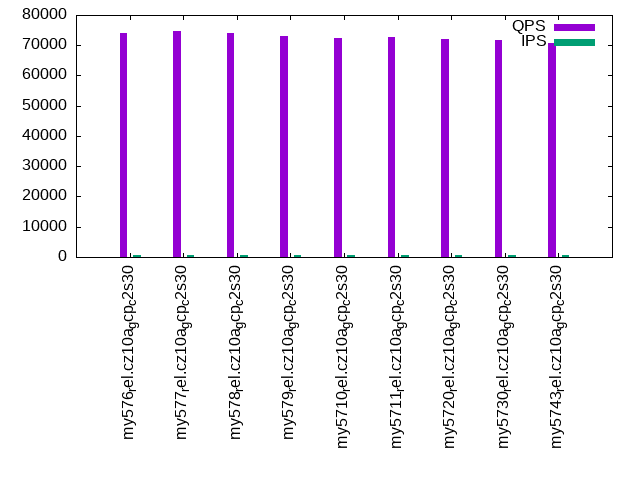 80000
70000
60000
50000
40000
30000
20000
10000
0
QPS
IPS
my576rel.cz10agcpc2s30
my577rel.cz10agcpc2s30
my578rel.cz10agcpc2s30
my579rel.cz10agcpc2s30
my5710rel.cz10agcpc2s30
my5711rel.cz10agcpc2s30
my5720rel.cz10agcpc2s30
my5730rel.cz10agcpc2s30
my5743rel.cz10agcpc2s30